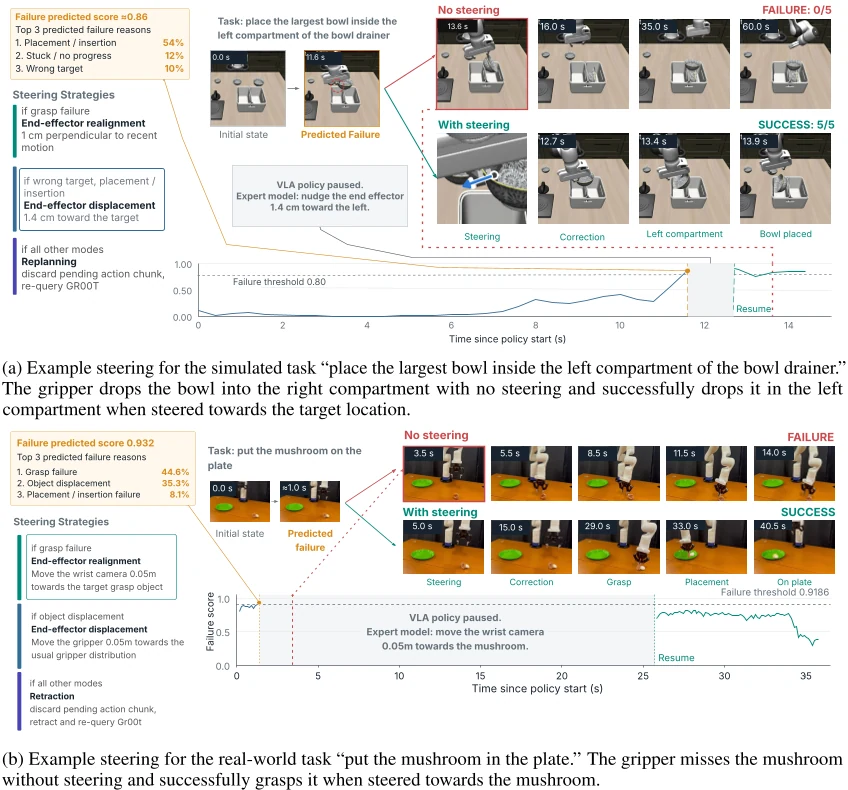 Failure predicted score ≈0.86
Top 3 predicted failure reasons
1. Placement / insertion 54%
2. Stuck / no progress 12%
3. Wrong target 10%
Steering Strategies
if grasp failure
End-effector realignment
1 cm perpendicular to recent
motion
if wrong target, placement /
insertion
End-effector displacement
1.4 cm toward the target
if all other modes
Replanning
discard pending action chunk,
re-query GR00T
Task: place the largest bowl inside the
left compartment of the bowl drainer
0.0 s
11.6 s
Initial state
Predicted Failure
No steering
FAILURE: 0/5
13.6 s
16.0 s
35.0 s
60.0 s
With steering
SUCCESS: 5/5
12.7 s
13.4 s
13.9 s
Steering
Correction
Left compartment
Bowl placed
VLA policy paused.
Expert model: nudge the end effector
1.4 cm toward the left.
1.00
0.50
0.00
Failure threshold 0.80
Resume
0 2 4 6 8 10 12 14
Time since policy start (s)
(a) Example steering for the simulated task “place the largest bowl inside the left compartment of the bowl drainer.”
The gripper drops the bowl into the right compartment with no steering and successfully drops it in the left
compartment when steered towards the target location.
Failure predicted score 0.932
Top 3 predicted failure reasons
1. Grasp failure 44.6%
2. Object displacement 35.3%
3. Placement / insertion failure 8.1%
Steering Strategies
if grasp failure
End-effector realignment
Move the wrist camera 0.05m
towards the target grasp object
if object displacement
End-effector displacement
Move the gripper 0.05m towards the
usual gripper distribution
if all other modes
Retraction
discard pending action chunk,
retract and re-query Gr00t
Task: put the mushroom on the
plate
0.0 s
≈1.0 s
Initial state
Predicted
failure
No steering
FAILURE
3.5 s
5.5 s
8.5 s
11.5 s
14.0 s
With steering
SUCCESS
5.0 s
15.0 s
29.0 s
33.0 s
40.5 s
Steering
Correction
Grasp
Placement
On plate
Failure threshold 0.9186
Failure score
1.0
0.5
0.0
VLA policy paused.
Expert model: move the wrist camera
0.05m towards the mushroom.
Resume
0 5 10 15 20 25 30 35
Time since policy start (s)
(b) Example steering for the real-world task “put the mushroom in the plate.” The gripper misses the mushroom
without steering and successfully grasps it when steered towards the mushroom.